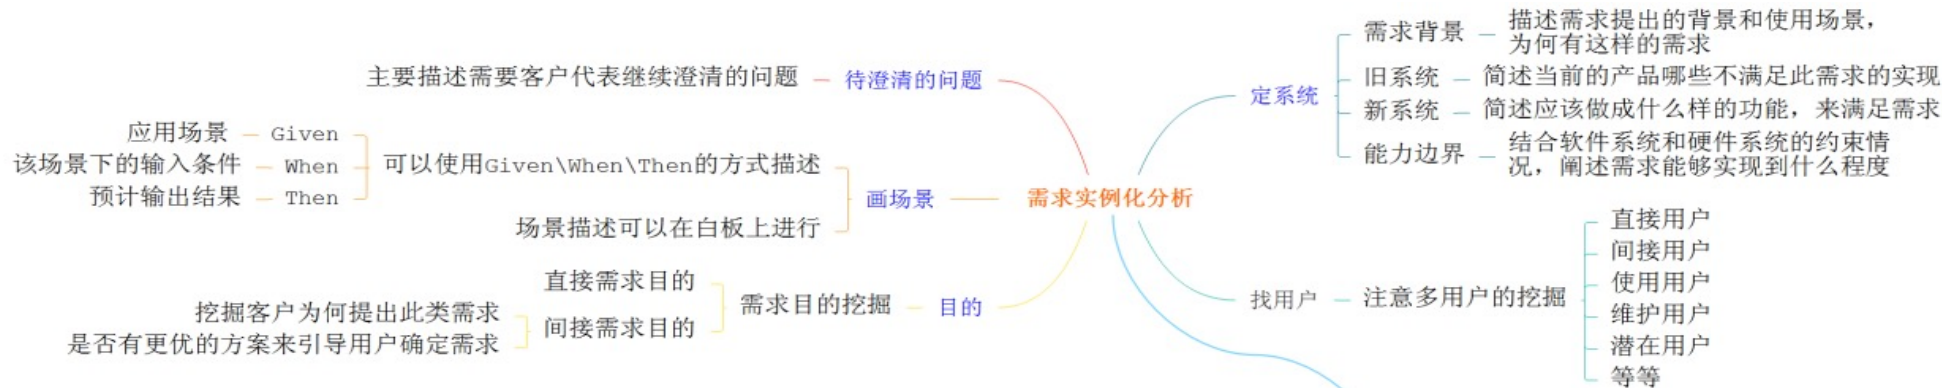 需求实例化分析
定系统
需求背景
描述需求提出的背景和使用场景，
为何有这样的需求
旧系统
简述当前的产品哪些不满足此需求的实现
新系统
简述应该做成什么样的功能，来满足需求
能力边界
结合软件系统和硬件系统的约束情
况，阐述需求能够实现到什么程度
找用户
注意多用户的挖掘
直接用户
间接用户
使用用户
维护用户
潜在用户
等等
待澄清的问题
主要描述需要客户代表继续澄清的问题
画场景
可以使用Given\When\Then的方式描述
Given
应用场景
When
该场景下的输入条件
Then
预计输出结果
场景描述可以在白板上进行
目的
需求目的挖掘
直接需求目的
间接需求目的
挖掘客户为何提出此类需求
是否有更优的方案来引导用户确定需求